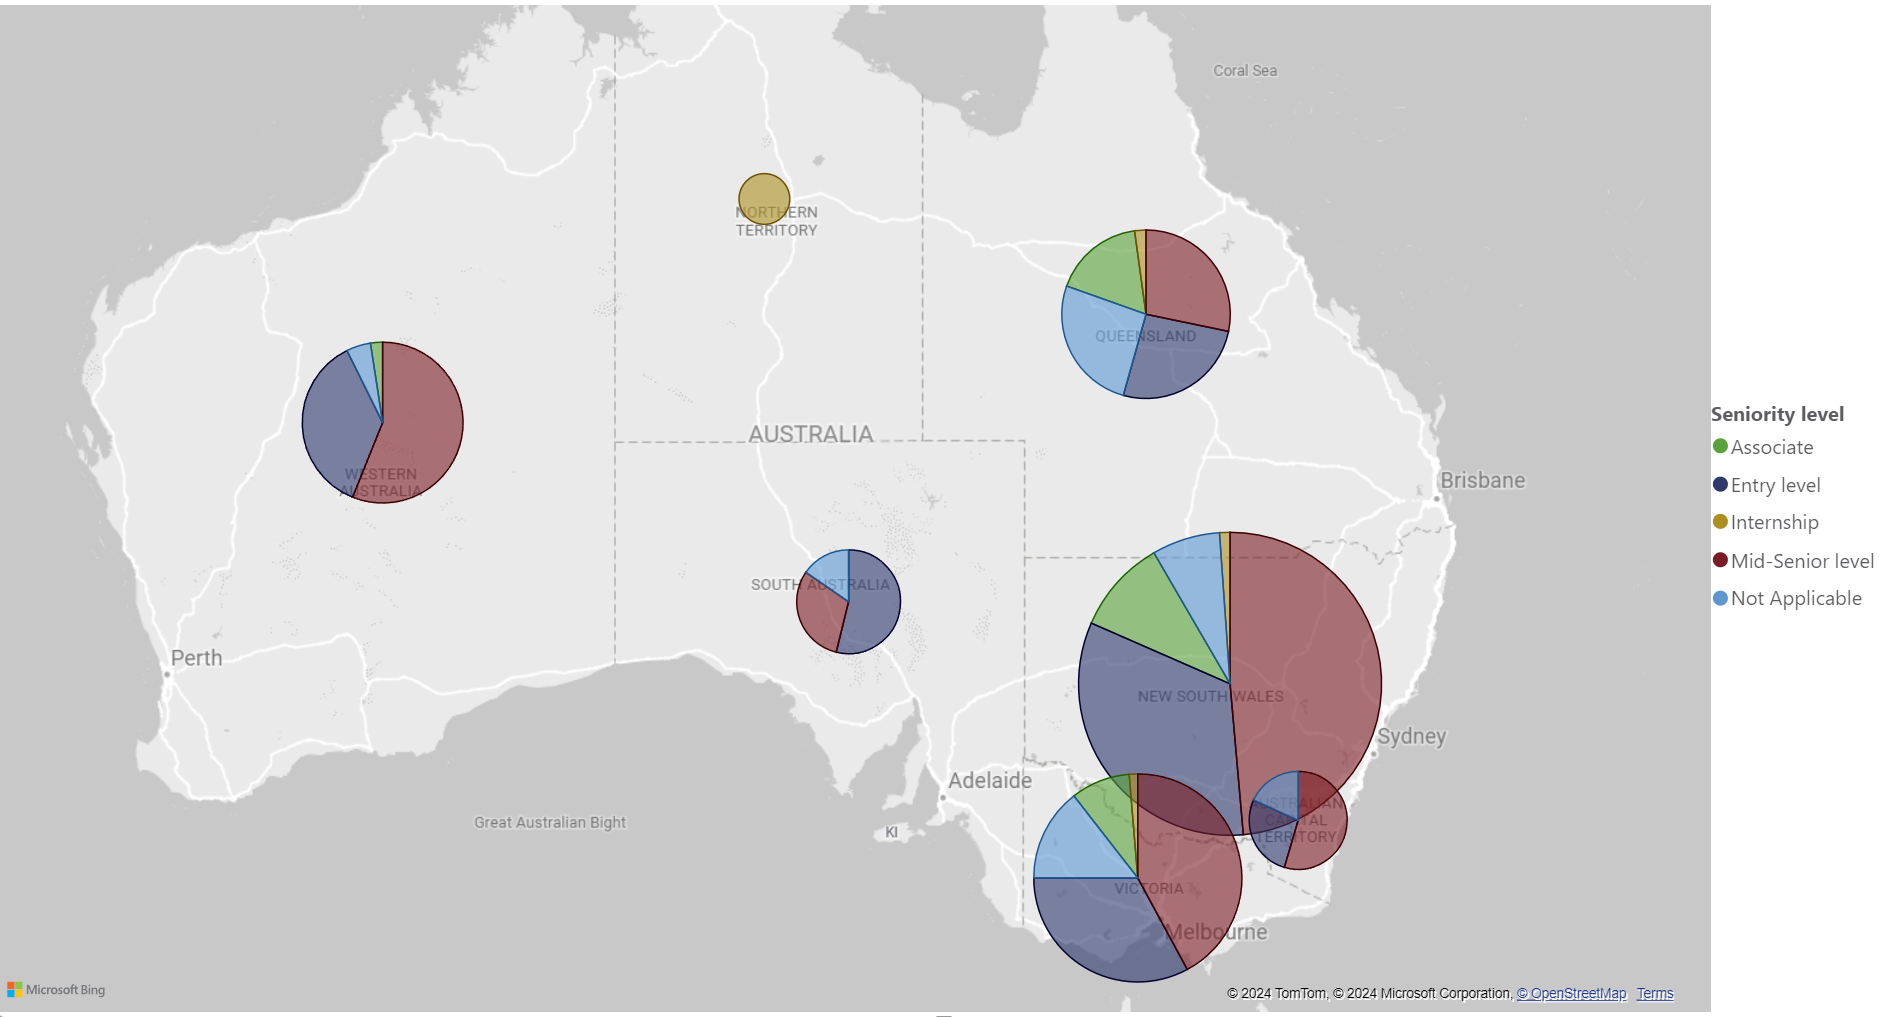 Coral Sea
NORTHERN
TERRITORY
QUEENSLAND
AUSTRALIA
WESTERN
AUSTRALIA
Brisbane
SOUTH AUSTRALIA
Perth
NEW SOUTH WALES
Sydney
Adelaide
AUSTRALIAN
CAPITAL
TERRITORY
Great Australian Bight
KI
VICTORIA
Melbourne
Microsoft Bing
© 2024 TomTom, © 2024 Microsoft Corporation, © OpenStreetMap Terms
Seniority level
Associate
Entry level
Internship
Mid-Senior level
Not Applicable